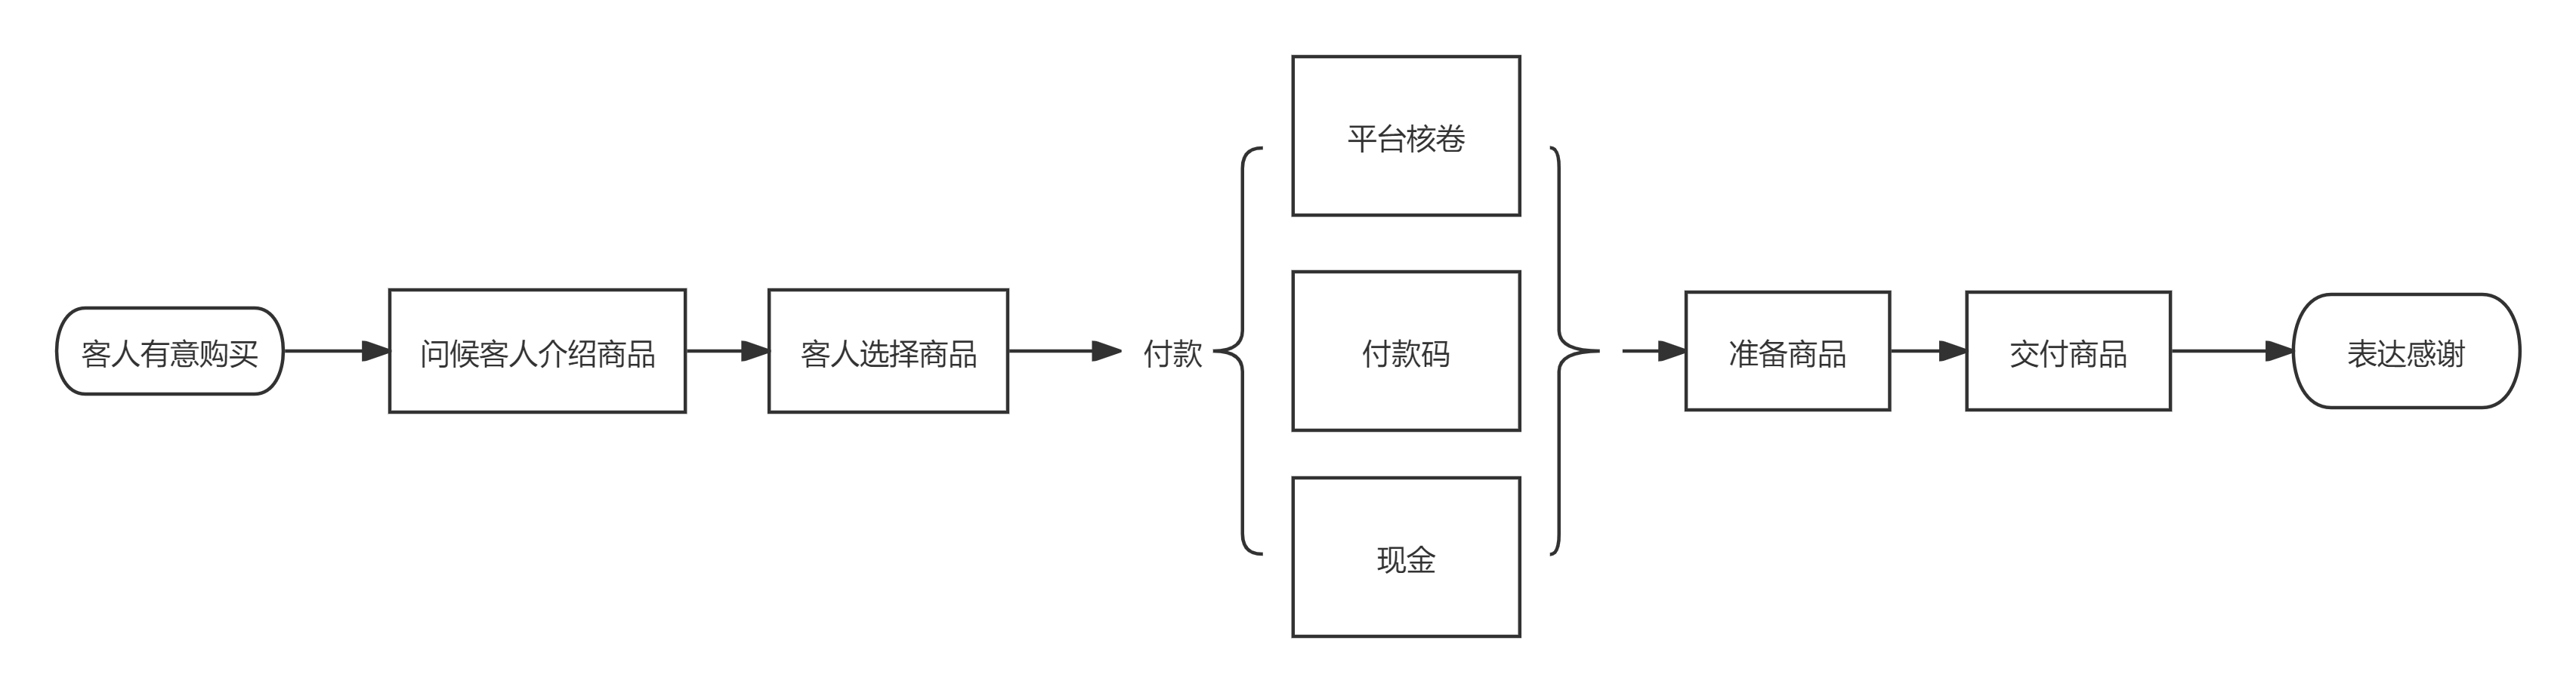 客人有意购买
问候客人介绍商品
客人选择商品
付款
平台核卷
付款码
现金
准备商品
交付商品
表达感谢